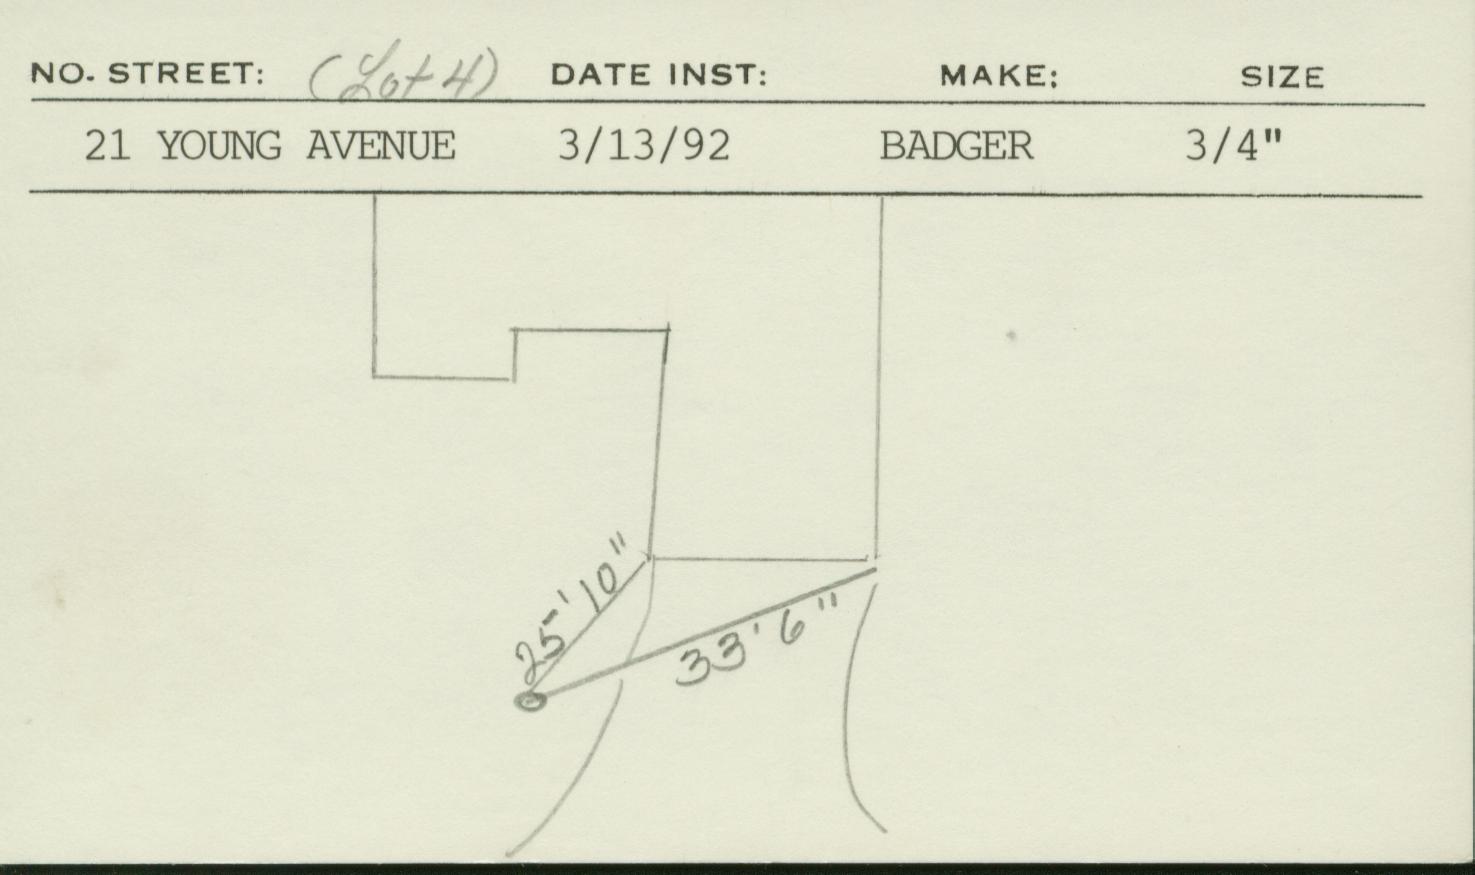 NO. STREET: (Lot 4) DATE INST: MAKE: SIZE
21 YOUNG AVENUE 3/13/92 BADGER 3/4"
25' 10"
33' 6"